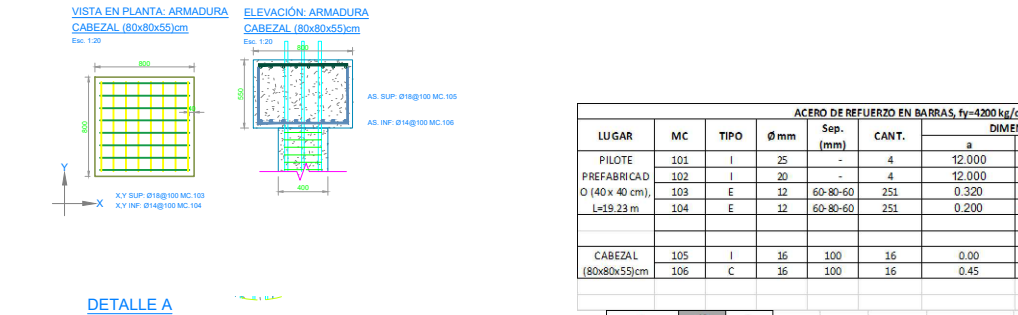 VISTA EN PLANTA: ARMADURA
CABEZAL (80x80x55)cm
Esc. 1:20
800
800
Y
X
X,Y SUP: Ø18@100 MC.103
X,Y INF: Ø14@100 MC.104
ELEVACIÓN: ARMADURA
CABEZAL (80x80x55)cm
Esc. 1:20
800
550
400
AS. SUP: Ø18@100 MC.105
AS. INF: Ø14@100 MC.106
DETALLE A
ACERO DE REFUERZO EN BARRAS, fy=4200 kg/c
LUGAR MC TIPO Ø mm Sep. (mm) CANT. DIMEN
a
PILOTE 101 I 25 - 4 12.000
PREFABRICAD 102 I 20 - 4 12.000
O (40 x 40 cm), 103 E 12 60-80-60 251 0.320
L=19.23 m 104 E 12 60-80-60 251 0.200
CABEZAL 105 I 16 100 16 0.00
(80x80x55)cm 106 C 16 100 16 0.45